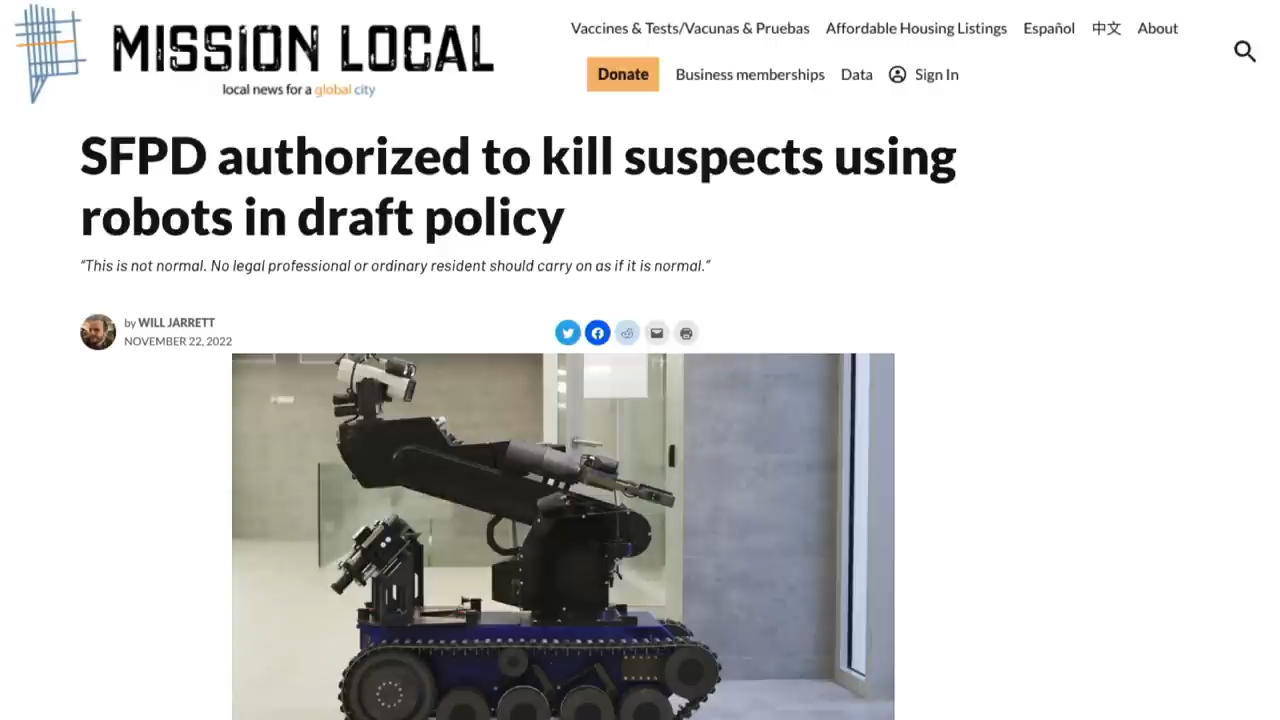 MISSION LOCAL
local news for a global city
Vaccines & Tests/Vacunas & Pruebas Affordable Housing Listings Español 中文 About
Donate Business memberships Data Sign In
SFPD authorized to kill suspects using
robots in draft policy
“This is not normal. No legal professional or ordinary resident should carry on as if it is normal.”
by WILL JARRETT
NOVEMBER 22, 2022